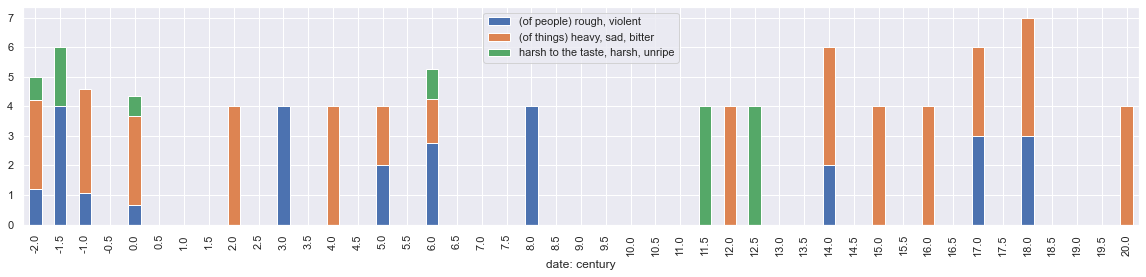 7
6
5
4
3
2
1
0
(of people) rough, violent
(of things) heavy, sad, bitter
harsh to the taste, harsh, unripe
-2.0 -1.5 -1.0 -0.5 0.0 0.5 1.0 1.5 2.0 2.5 3.0 3.5 4.0 4.5 5.0 5.5 6.0 6.5 7.0 7.5 8.0 8.5 9.0 9.5 10.0 10.5 11.0 11.5 12.0 12.5 13.0 13.5 14.0 14.5 15.0 15.5 16.0 16.5 17.0 17.5 18.0 18.5 19.0 19.5 20.0
date: century